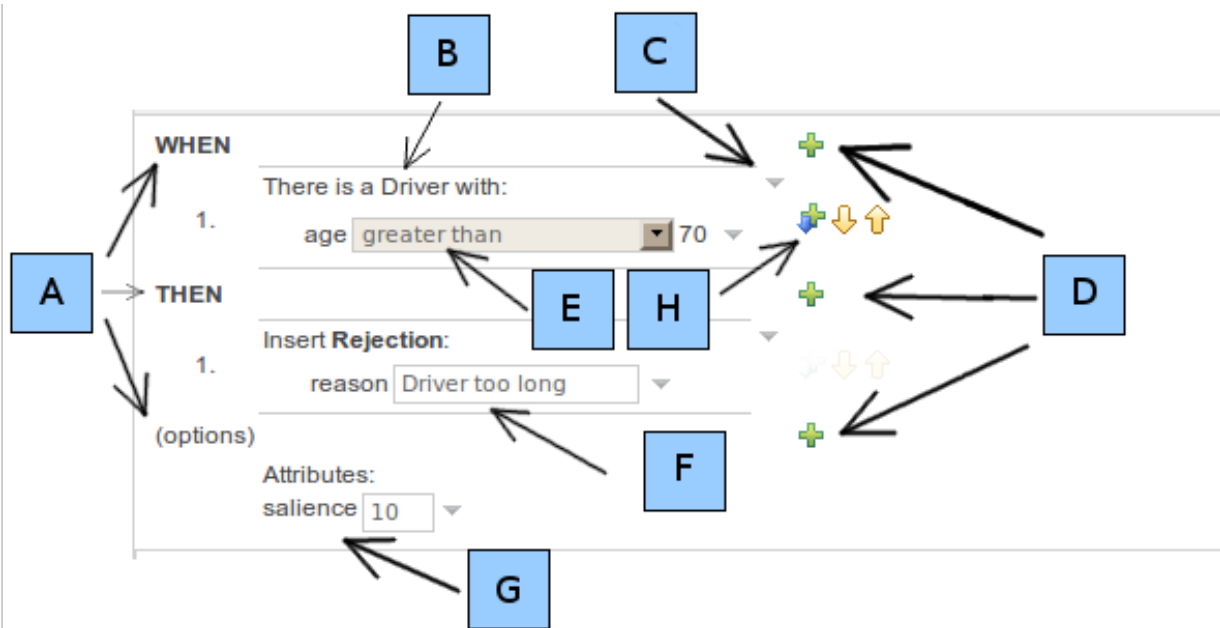 B
C
WHEN
There is a Driver with:
1.
age greater than 70
A
E
H
D
THEN
Insert Rejection:
1.
reason Driver too long
(options)
F
Attributes:
salience 10
G